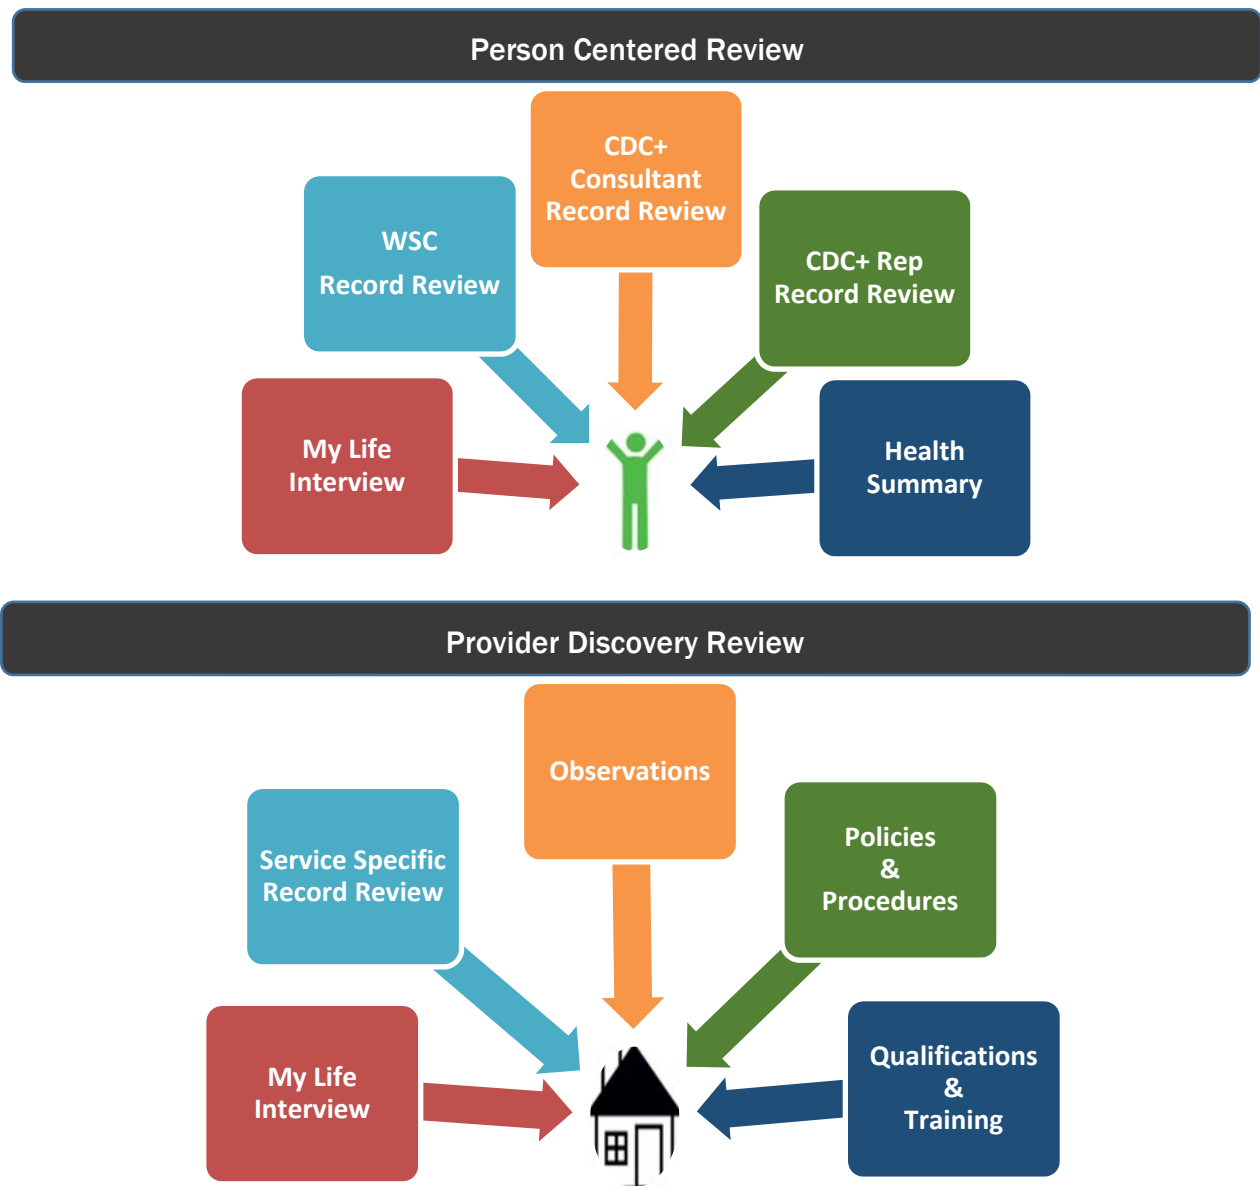 Person Centered Review
CDC+
Consultant
Record Review
WSC
Record Review
CDC+ Rep
Record Review
My Life
Interview
Health
Summary
Provider Discovery Review
Observations
Service Specific
Record Review
Policies
&
Procedures
My Life
Interview
Qualifications
&
Training